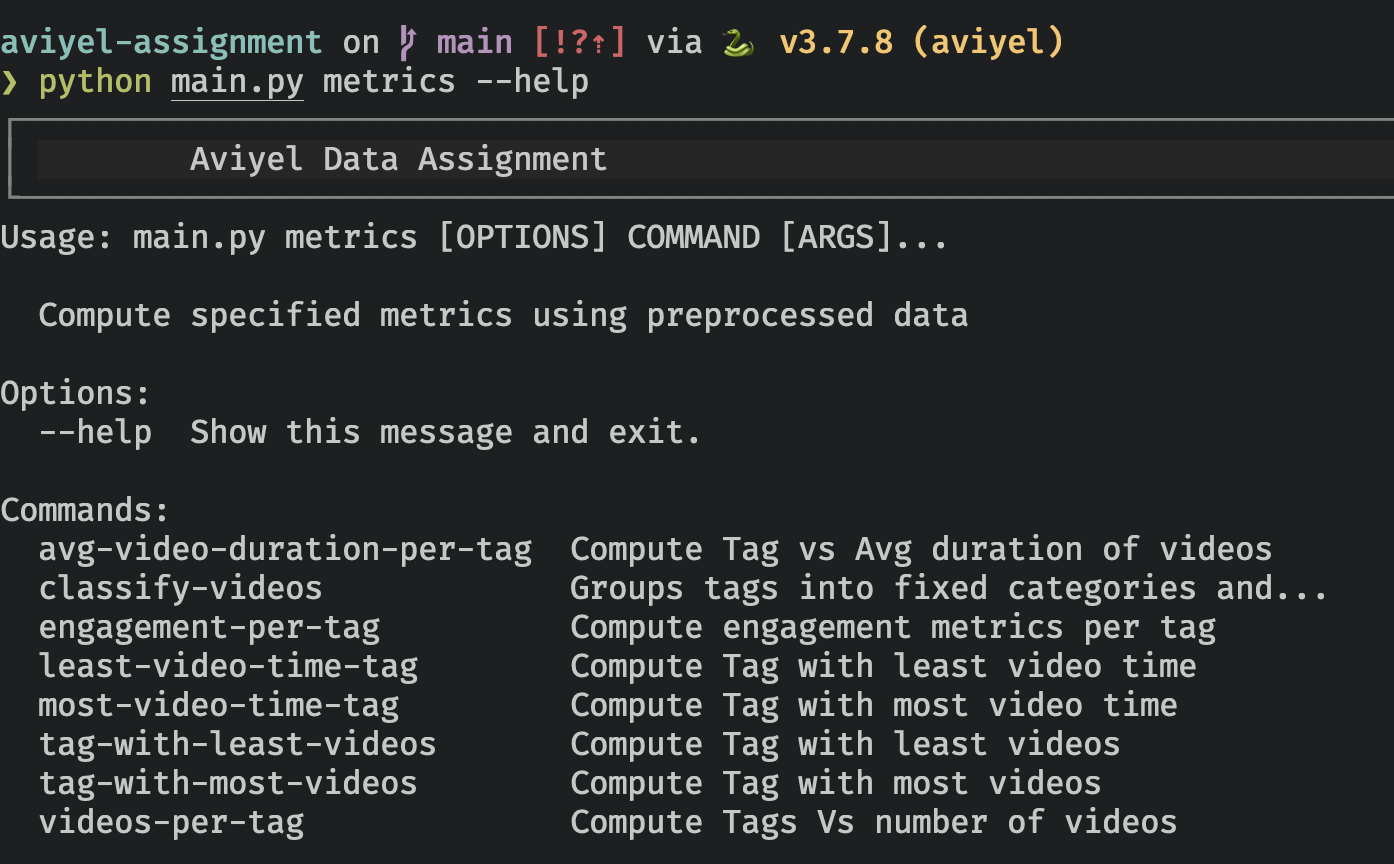 aviyel-assignment on main [!?⇡] via 🐍 v3.7.8 (aviyel)
❯ python main.py metrics --help
Aviyel Data Assignment
Usage: main.py metrics [OPTIONS] COMMAND [ARGS]...
Compute specified metrics using preprocessed data
Options:
--help  Show this message and exit.
Commands:
avg-video-duration-per-tag  Compute Tag vs Avg duration of videos
classify-videos             Groups tags into fixed categories and...
engagement-per-tag          Compute engagement metrics per tag
least-video-time-tag        Compute Tag with least video time
most-video-time-tag         Compute Tag with most video time
tag-with-least-videos       Compute Tag with least videos
tag-with-most-videos        Compute Tag with most videos
videos-per-tag              Compute Tags Vs number of videos